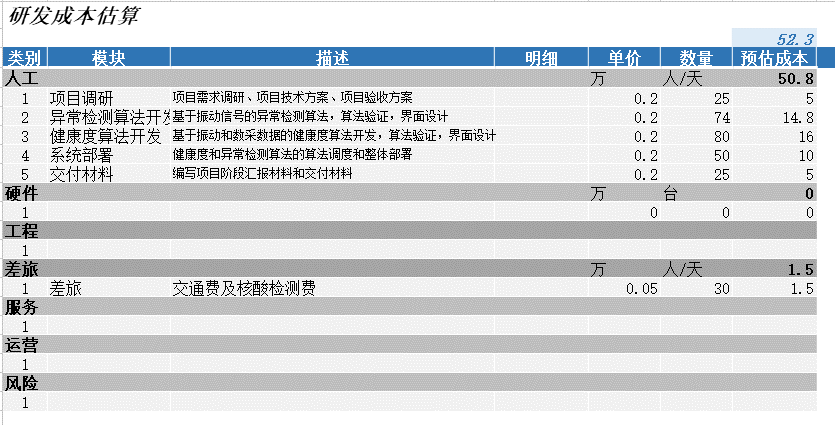 研发成本估算
52.3
类别 模块 描述 明细 单价 数量 预估成本
人工 万 人/天 50.8
1 项目调研 项目需求调研、项目技术方案、项目验收方案 0.2 25 5
2 异常检测算法开发 基于振动信号的异常检测算法，算法验证，界面设计 0.2 74 14.8
3 健康度算法开发 基于振动和数采数据的健康度算法开发，算法验证，界面设计 0.2 80 16
4 系统部署 健康度和异常检测算法的算法调度和整体部署 0.2 50 10
5 交付材料 编写项目阶段汇报材料和交付材料 0.2 25 5
硬件 万 台 0
1 0 0 0
工程
1
差旅 万 人/天 1.5
1 差旅 交通费及核酸检测费 0.05 30 1.5
服务
1
运营
1
风险
1